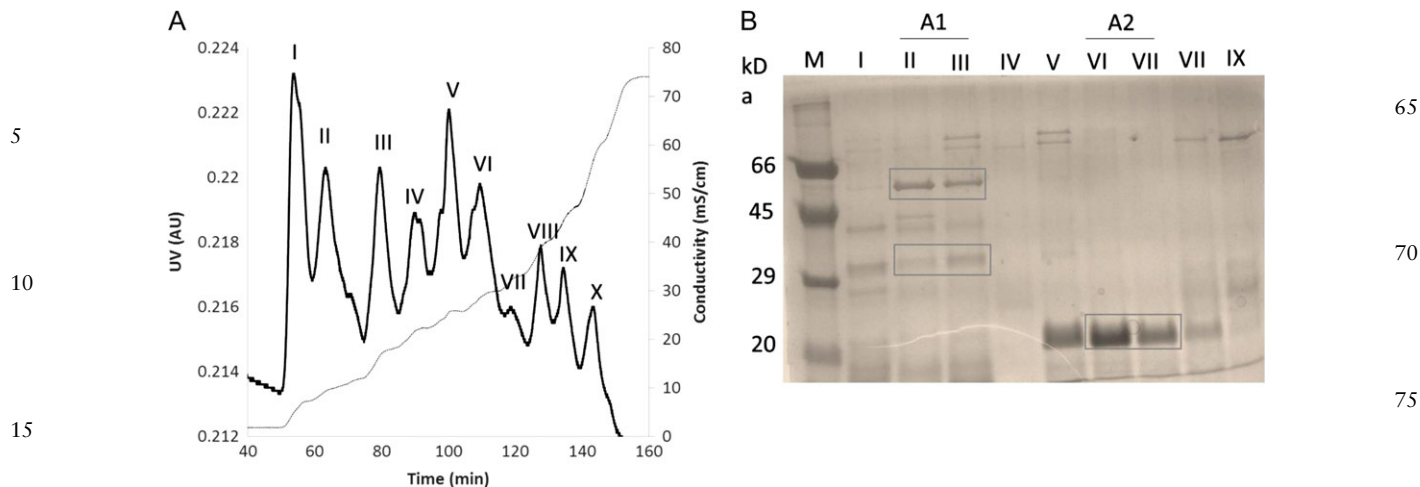 A
UV (AU)
0.224
0.222
0.22
0.218
0.216
0.214
0.212
I
II
III
IV
V
VI
VII
VIII
IX
X
80
70
60
50
40
30
20
10
0
Conductivity (mS/cm)
40 60 80 100 120 140 160
Time (min)
B
A1 A2
kD
a
M I II III IV V VI VII VII IX
66
45
29
20
5
10
15
65
70
75